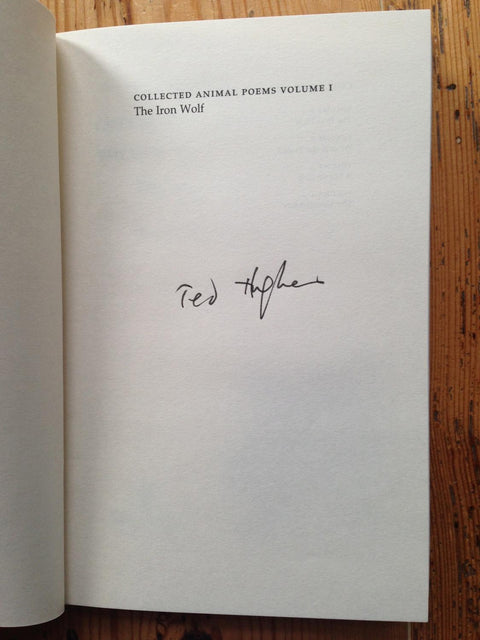 COLLECTED ANIMAL POEMS VOLUME I
The Iron Wolf
Ted Hughes